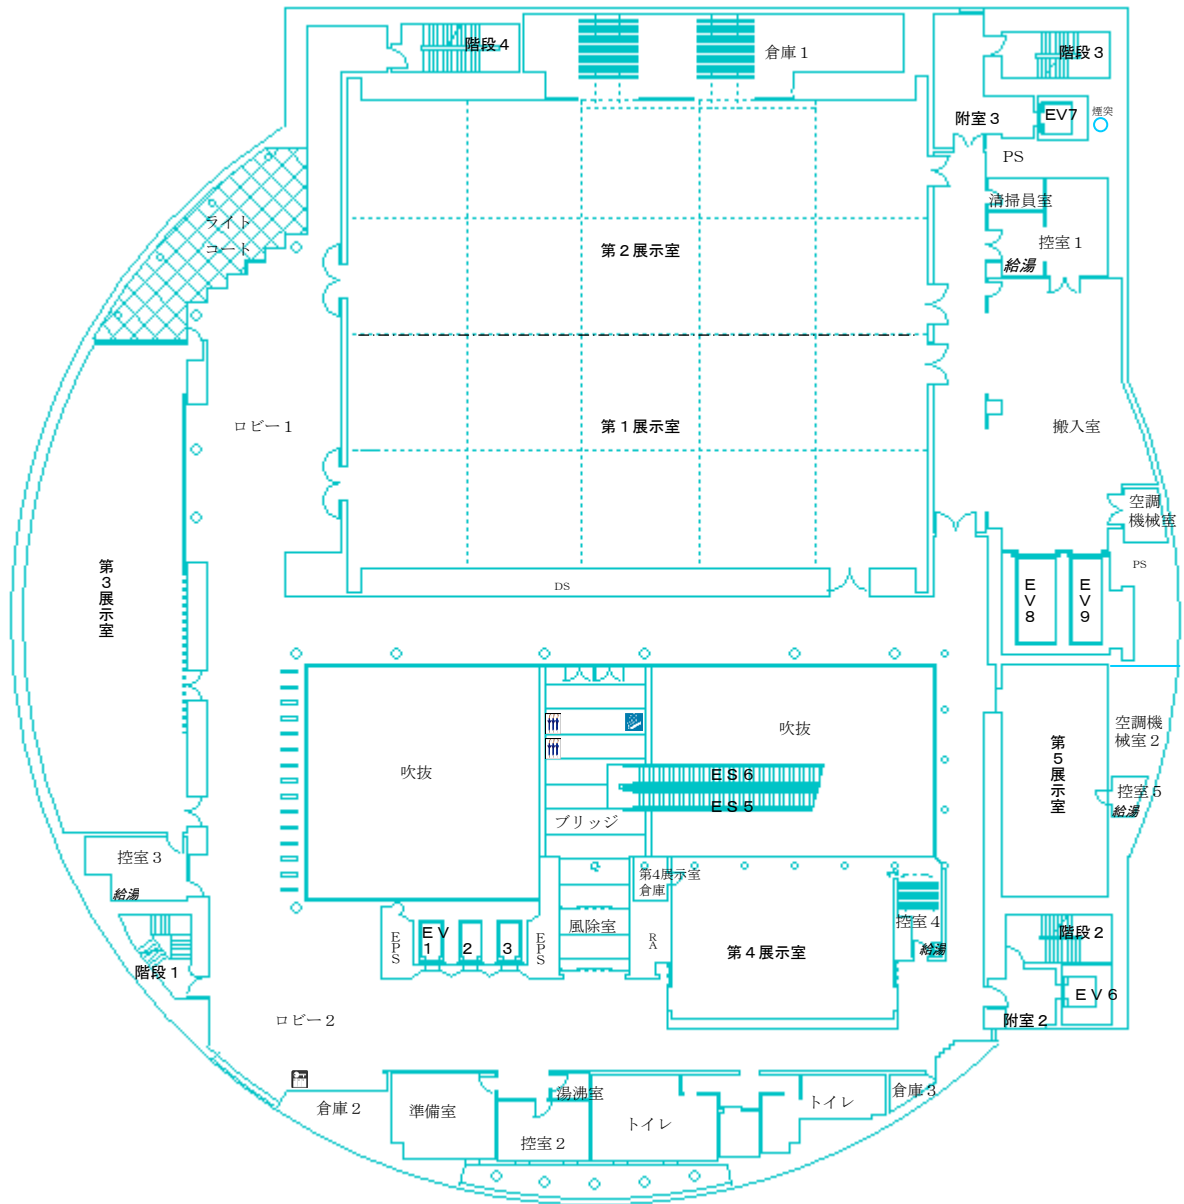 階段４
倉庫１
階段３
附室３
EV7
煙突
PS
清掃員室
ライト
コート
第２展示室
控室１
給湯
ロビー１
第１展示室
搬入室
空調
機械室
第３展示室
DS
EV8
EV9
PS
吹抜
吹抜
ＥＳ６
ＥＳ５
ブリッジ
第５展示室
空調機
械室２
控室５
給湯
控室３
給湯
第4展示室
倉庫
控室４
給湯
風除室
EPS
ＥＶ
１
２
３
EPS
RA
第４展示室
階段１
階段２
ＥＶ６
附室２
ロビー２
倉庫２
準備室
湯沸室
控室２
トイレ
トイレ
倉庫３